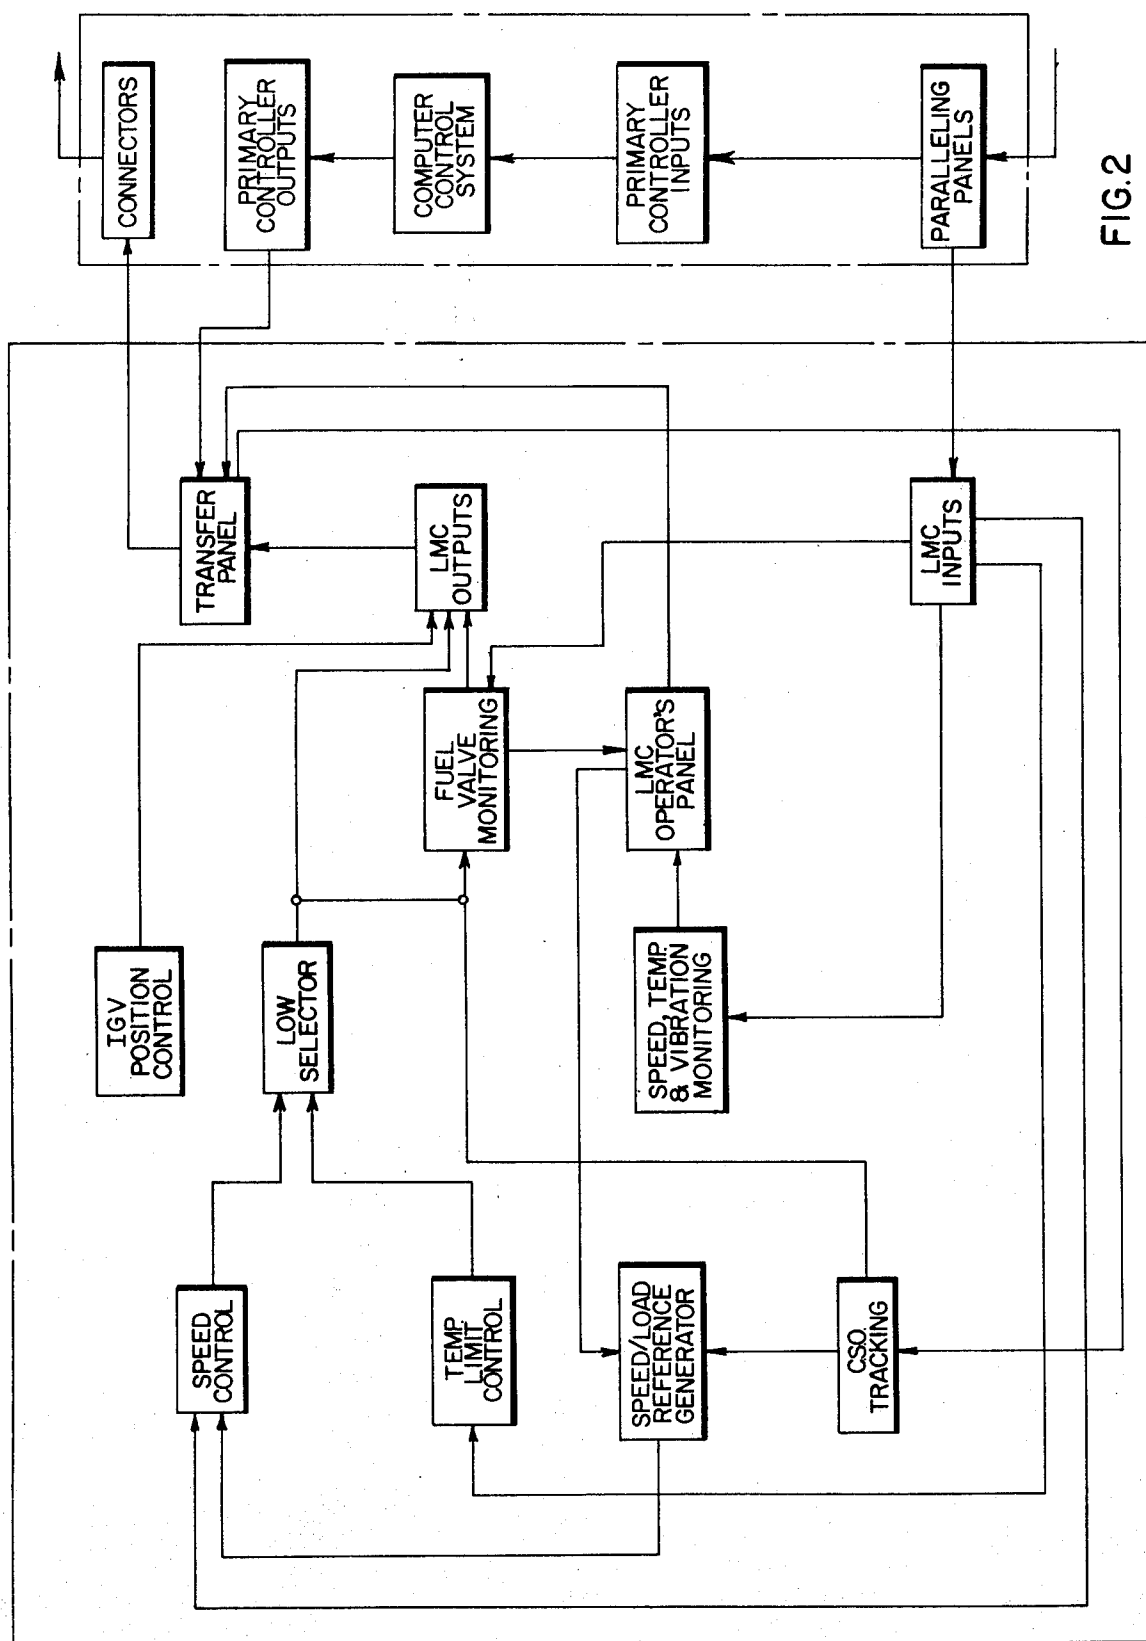 CONNECTORS
PRIMARY
CONTROLLER
OUTPUTS
COMPUTER
CONTROL
SYSTEM
PRIMARY
CONTROLLER
INPUTS
PARALLELING
PANELS
TRANSFER
PANEL
LMC
OUTPUTS
LMC
INPUTS
FUEL
VALVE
MONITORING
LMC
OPERATOR'S
PANEL
IGV
POSITION
CONTROL
LOW
SELECTOR
SPEED, TEMP.
& VIBRATION
MONITORING
SPEED
CONTROL
TEMP.
LIMIT
CONTROL
SPEED/LOAD
REFERENCE
GENERATOR
C.S.O.
TRACKING
FIG.2